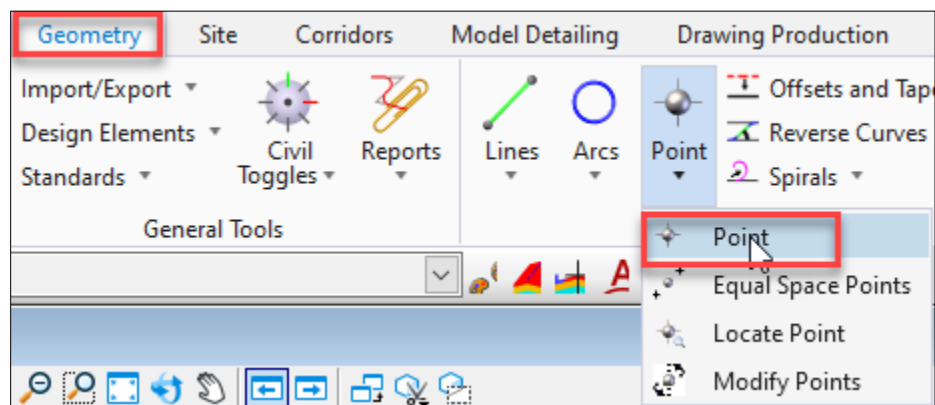 Geometry Site Corridors Model Detailing Drawing Production
Import/Export
Design Elements
Standards
Civil Toggles
Reports
Lines
Arcs
Point
Offsets and Tap
Reverse Curves
Spirals
General Tools
Point
Equal Space Points
Locate Point
Modify Points